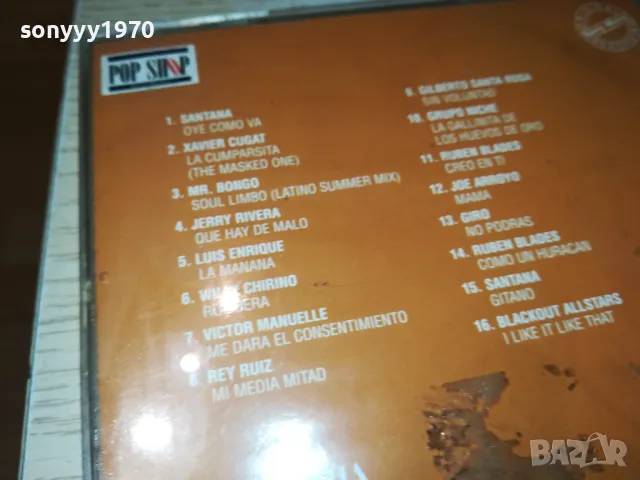 sonyyy1970
POP SHOP
1. SANTANA
OYE COMO VA
2. XAVIER CUGAT
LA CUMPARSITA
(THE MASKED ONE)
3. MR. BONGO
SOUL LIMBO (LATINO SUMMER MIX)
4. JERRY RIVERA
QUE HAY DE MALO
5. LUIS ENRIQUE
LA MANANA
6. CHIRINO
7. VICTOR MANUELLE
ME DARA EL CONSENTIMIENTO
8. REY RUIZ
MI MEDIA MITAD
9. GILBERTO SANTA ROSA
SIN VOLUNTAD
10. GRUPO NICHE
LA GALLINITA DE
LOS HUEVOS DE ORO
11. RUBEN BLADES
CREO EN TI
12. JOE ARROYO
MAMA
13. GIRO
NO PODRAS
14. RUBEN BLADES
COMO UN HURACAN
15. SANTANA
GITANO
16. BLACKOUT ALLSTARS
I LIKE IT LIKE THAT
BAZAR